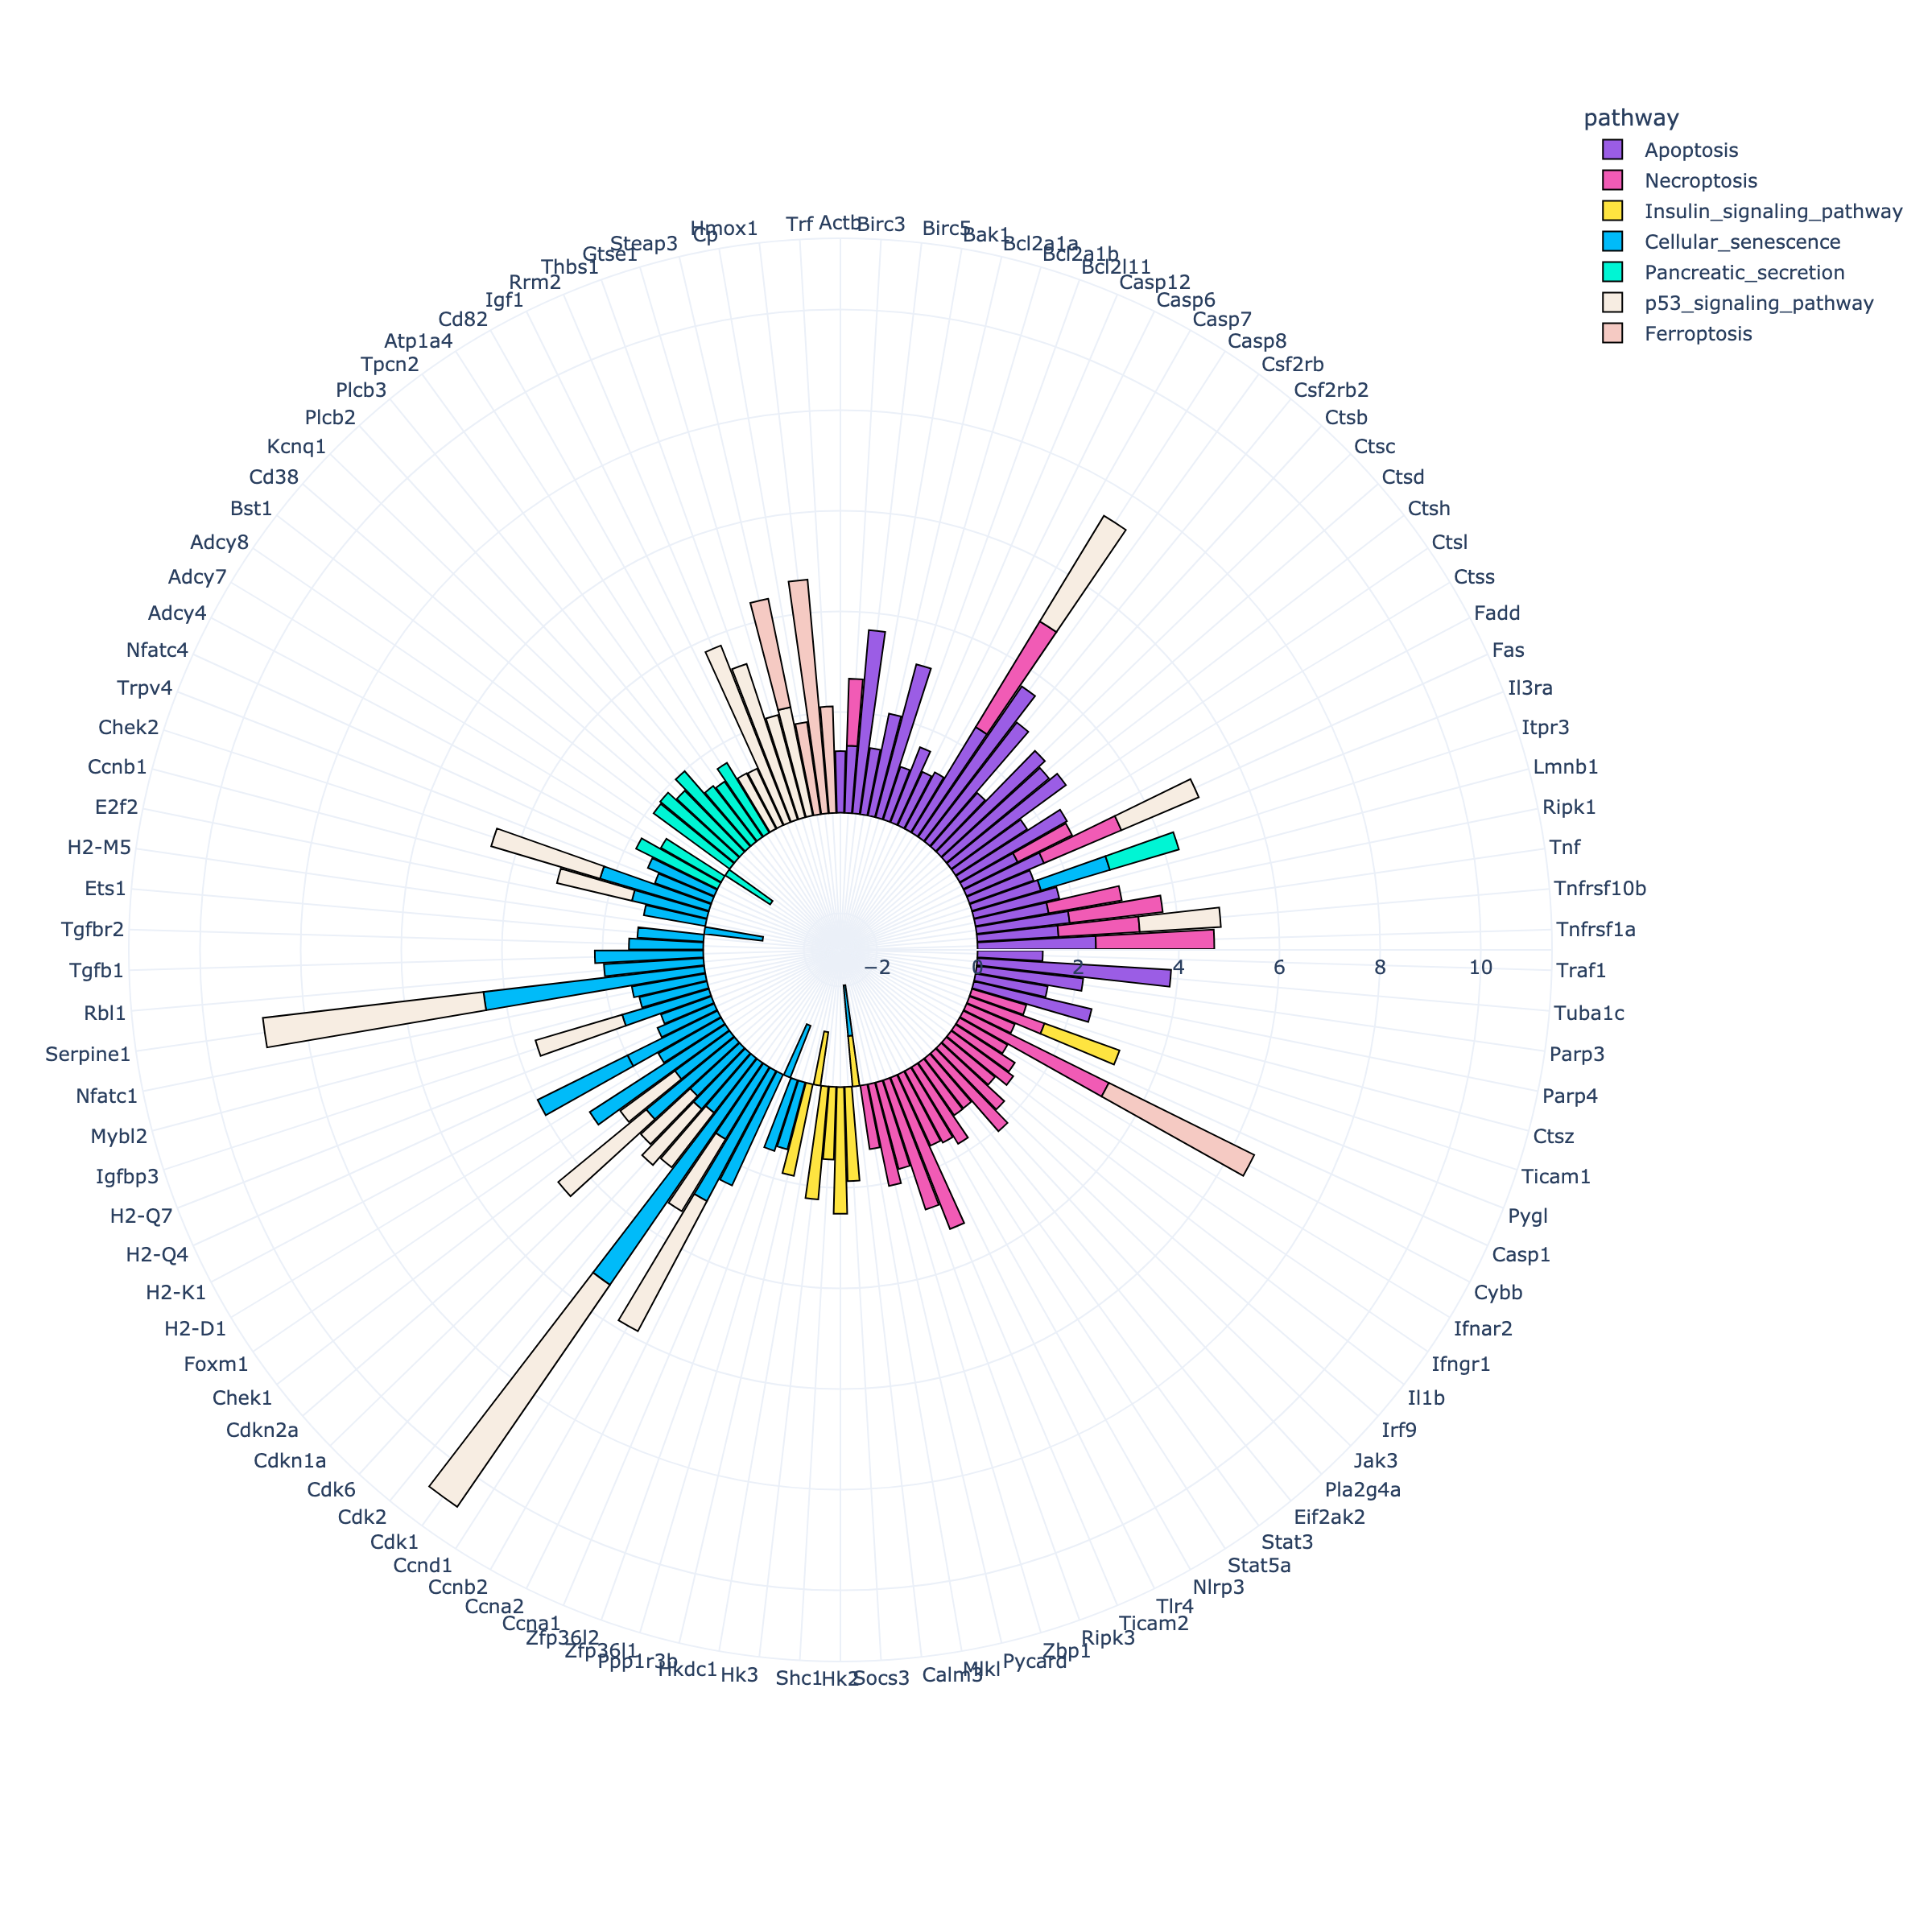 pathway
Apoptosis
Necroptosis
Insulin_signaling_pathway
Cellular_senescence
Pancreatic_secretion
p53_signaling_pathway
Ferroptosis
Actb
Birc3
Birc5
Bak1
Bcl2a1a
Bcl2a1b
Bcl2l11
Casp12
Casp6
Casp7
Casp8
Csf2rb
Csf2rb2
Ctsb
Ctsc
Ctsd
Ctsh
Ctsl
Ctss
Fadd
Fas
Il3ra
Itpr3
Lmnb1
Ripk1
Tnf
Tnfrsf10b
Tnfrsf1a
Traf1
Tuba1c
Parp3
Parp4
Ctsz
Ticam1
Pygl
Casp1
Cybb
Ifnar2
Ifngr1
Il1b
Irf9
Jak3
Pla2g4a
Eif2ak2
Stat3
Stat5a
Nlrp3
Tlr4
Ticam2
Ripk3
Zbp1
Pycard
Mlkl
Calm3
Socs3
Hk2
Shc1
Hk3
Hkdc1
Ppp1r3b
Zfp36l1
Zfp36l2
Ccna1
Ccna2
Ccnb2
Ccnd1
Cdk1
Cdk2
Cdk6
Cdkn1a
Cdkn2a
Chek1
Foxm1
H2-D1
H2-K1
H2-Q4
H2-Q7
Igfbp3
Mybl2
Nfatc1
Serpine1
Rbl1
Tgfb1
Tgfbr2
Ets1
H2-M5
E2f2
Ccnb1
Chek2
Trpv4
Nfatc4
Adcy4
Adcy7
Adcy8
Bst1
Cd38
Kcnq1
Plcb2
Plcb3
Tpcn2
Atp1a4
Cd82
Igf1
Rrm2
Thbs1
Gtse1
Steap3
Cp
Hmox1
Trf
−2
0
2
4
6
8
10